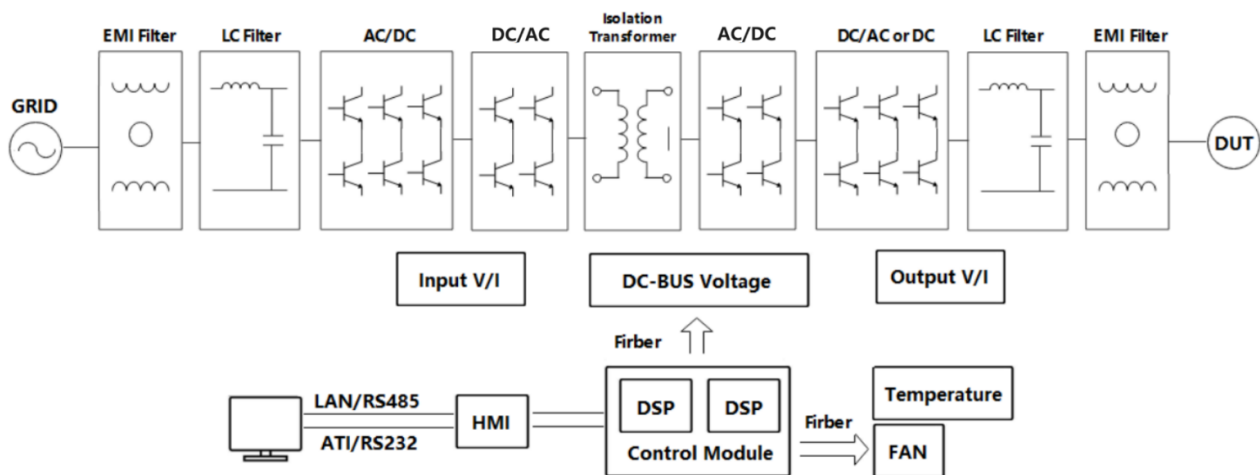 GRID
EMI Filter
LC Filter
AC/DC
DC/AC
Isolation
Transformer
AC/DC
DC/AC or DC
LC Filter
EMI Filter
DUT
Input V/I
DC-BUS Voltage
Output V/I
Firber
LAN/RS485
ATI/RS232
HMI
DSP
DSP
Control Module
Firber
Temperature
FAN